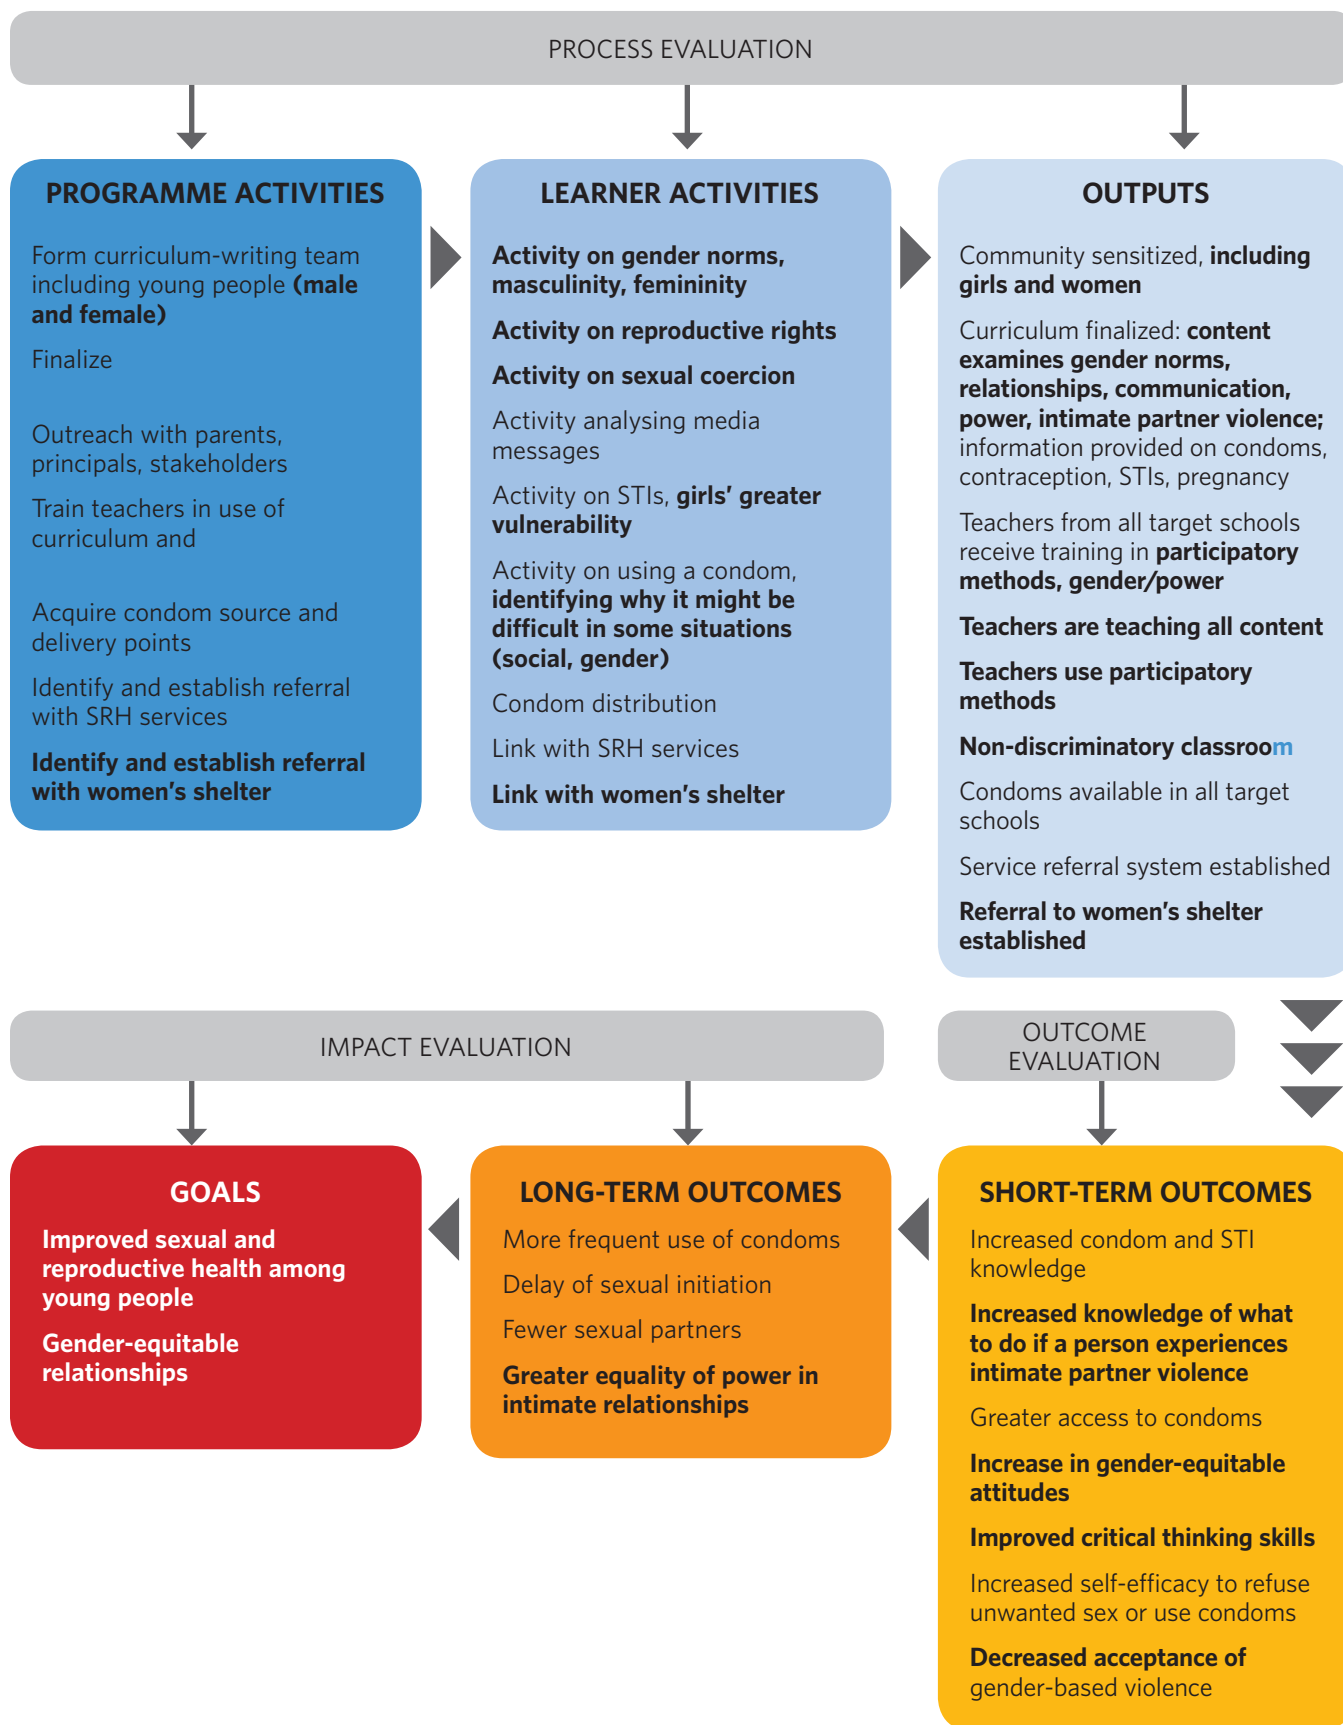 PROCESS EVALUATION
PROGRAMME ACTIVITIES
Form curriculum-writing team
including young people (male
and female)
Finalize
Outreach with parents,
principals, stakeholders
Train teachers in use of
curriculum and
Acquire condom source and
delivery points
Identify and establish referral
with SRH services
Identify and establish referral
with women's shelter
LEARNER ACTIVITIES
Activity on gender norms,
masculinity, femininity
Activity on reproductive rights
Activity on sexual coercion
Activity analysing media
messages
Activity on STIs, girls' greater
vulnerability
Activity on using a condom,
identifying why it might be
difficult in some situations
(social, gender)
Condom distribution
Link with SRH services
Link with women's shelter
OUTPUTS
Community sensitized, including
girls and women
Curriculum finalized: content
examines gender norms,
relationships, communication,
power, intimate partner violence;
information provided on condoms,
contraception, STIs, pregnancy
Teachers from all target schools
receive training in participatory
methods, gender/power
Teachers are teaching all content
Teachers use participatory
methods
Non-discriminatory classroom
Condoms available in all target
schools
Service referral system established
Referral to women's shelter
established
IMPACT EVALUATION
OUTCOME
EVALUATION
GOALS
Improved sexual and
reproductive health among
young people
Gender-equitable
relationships
LONG-TERM OUTCOMES
More frequent use of condoms
Delay of sexual initiation
Fewer sexual partners
Greater equality of power in
intimate relationships
SHORT-TERM OUTCOMES
Increased condom and STI
knowledge
Increased knowledge of what
to do if a person experiences
intimate partner violence
Greater access to condoms
Increase in gender-equitable
attitudes
Improved critical thinking skills
Increased self-efficacy to refuse
unwanted sex or use condoms
Decreased acceptance of
gender-based violence